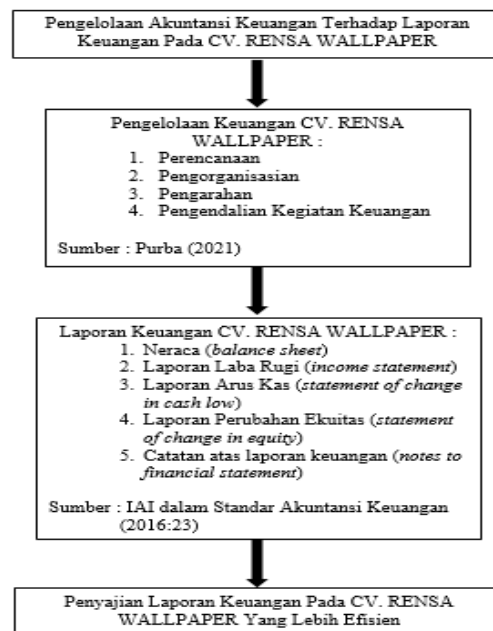 Pengelolaan Akuntansi Keuangan Terhadap Laporan
Keuangan Pada CV. RENSA WALLPAPER
Pengelolaan Keuangan CV. RENSA
WALLPAPER :
1. Perencanaan
2. Pengorganisasian
3. Pengarahan
4. Pengendalian Kegiatan Keuangan
Sumber : Purba (2021)
Laporan Keuangan CV. RENSA WALLPAPER :
1. Neraca (balance sheet)
2. Laporan Laba Rugi (income statement)
3. Laporan Arus Kas (statement of change
in cash low)
4. Laporan Perubahan Ekuitas (statement
of change in equity)
5. Catatan atas laporan keuangan (notes to
financial statement)
Sumber : IAI dalam Standar Akuntansi Keuangan
(2016:23)
Penyajian Laporan Keuangan Pada CV. RENSA
WALLPAPER Yang Lebih Efisien